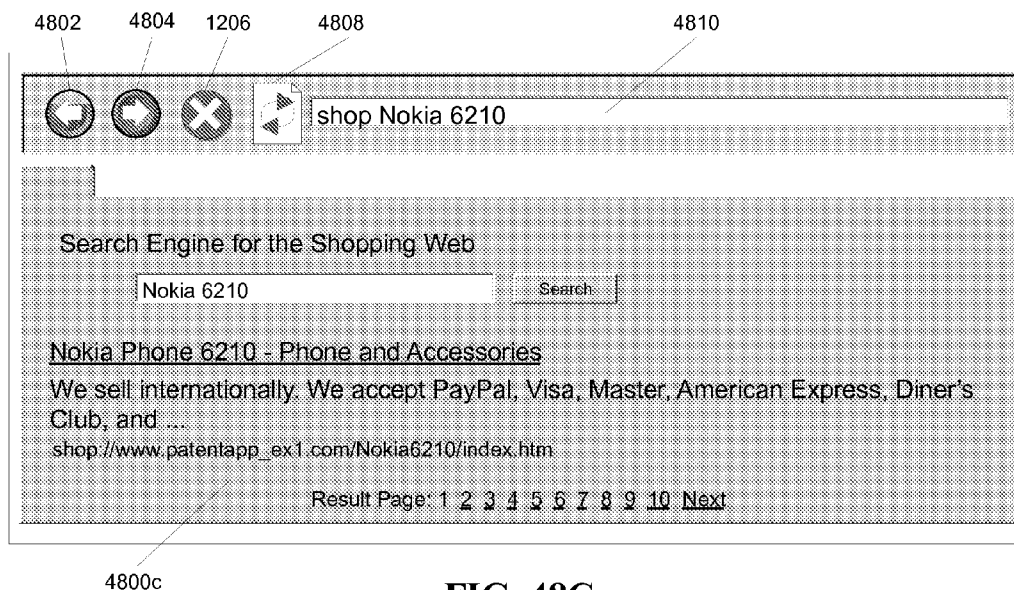 4802 4804 1206 4808 4810
shop Nokia 6210
Search Engine for the Shopping Web
Nokia 6210 Search
Nokia Phone 6210 - Phone and Accessories
We sell internationally. We accept PayPal, Visa, Master, American Express, Diner's
Club, and ...
shop://www.patentapp_ex1.com/Nokia6210/index.htm
Result Page: 1 2 3 4 5 6 7 8 9 10 Next
4800c
FIG. 48C